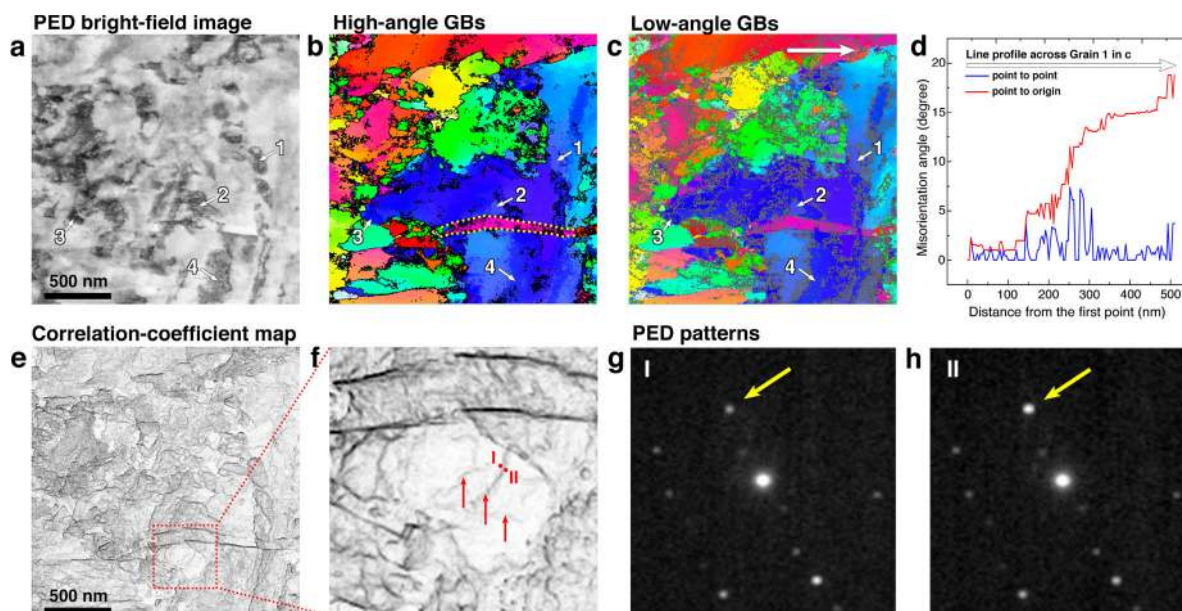 PED bright-field image
High-angle GBs
Low-angle GBs
a
1
2
3
4
500 nm
b
1
2
3
4
c
1
2
3
4
d
Line profile across Grain 1 in c
point to point
point to origin
Misorientation angle (degree)
20
15
10
5
0
0 100 200 300 400 500
Distance from the first point (nm)
Correlation-coefficient map
PED patterns
e
500 nm
f
I
II
g
I
h
II